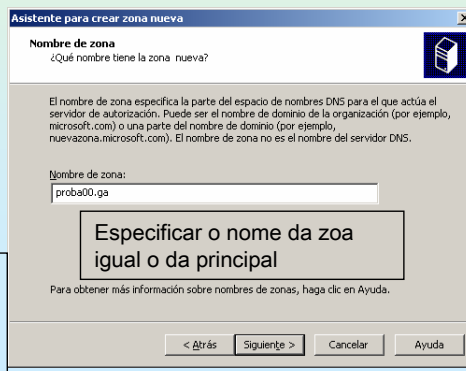 Asistente para crear zona nueva
Nombre de zona
¿Qué nombre tiene la zona nueva?
El nombre de zona especifica la parte del espacio de nombres DNS para el que actúa el
servidor de autorización. Puede ser el nombre de dominio de la organización (por ejemplo,
microsoft.com) o una parte del nombre de dominio (por ejemplo,
nuevazona.microsoft.com). El nombre de zona no es el nombre del servidor DNS.
Nombre de zona:
proba00.ga
Especificar o nome da zoa
igual o da principal
Para obtener más información sobre nombres de zonas, haga clic en Ayuda.
< Atrás Siguiente > Cancelar Ayuda